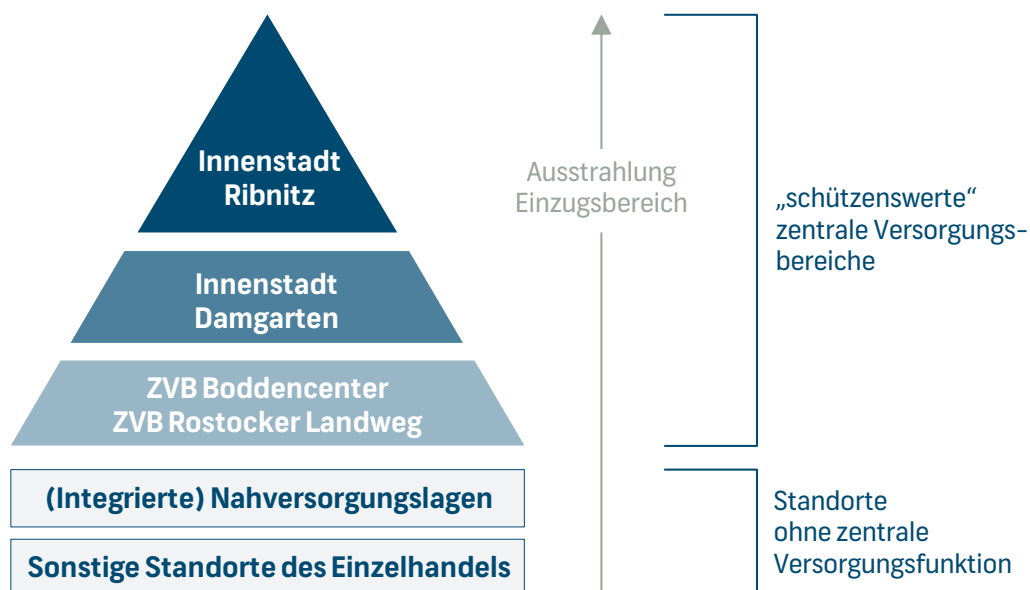 Innenstadt
Ribnitz
Innenstadt
Damgarten
ZVB Boddencenter
ZVB Rostocker Landweg
(Integrierte) Nahversorgungslagen
Sonstige Standorte des Einzelhandels
Ausstrahlung
Einzugsbereich
„schützenswerte“
zentrale Versorgungs-
bereiche
Standorte
ohne zentrale
Versorgungsfunktion